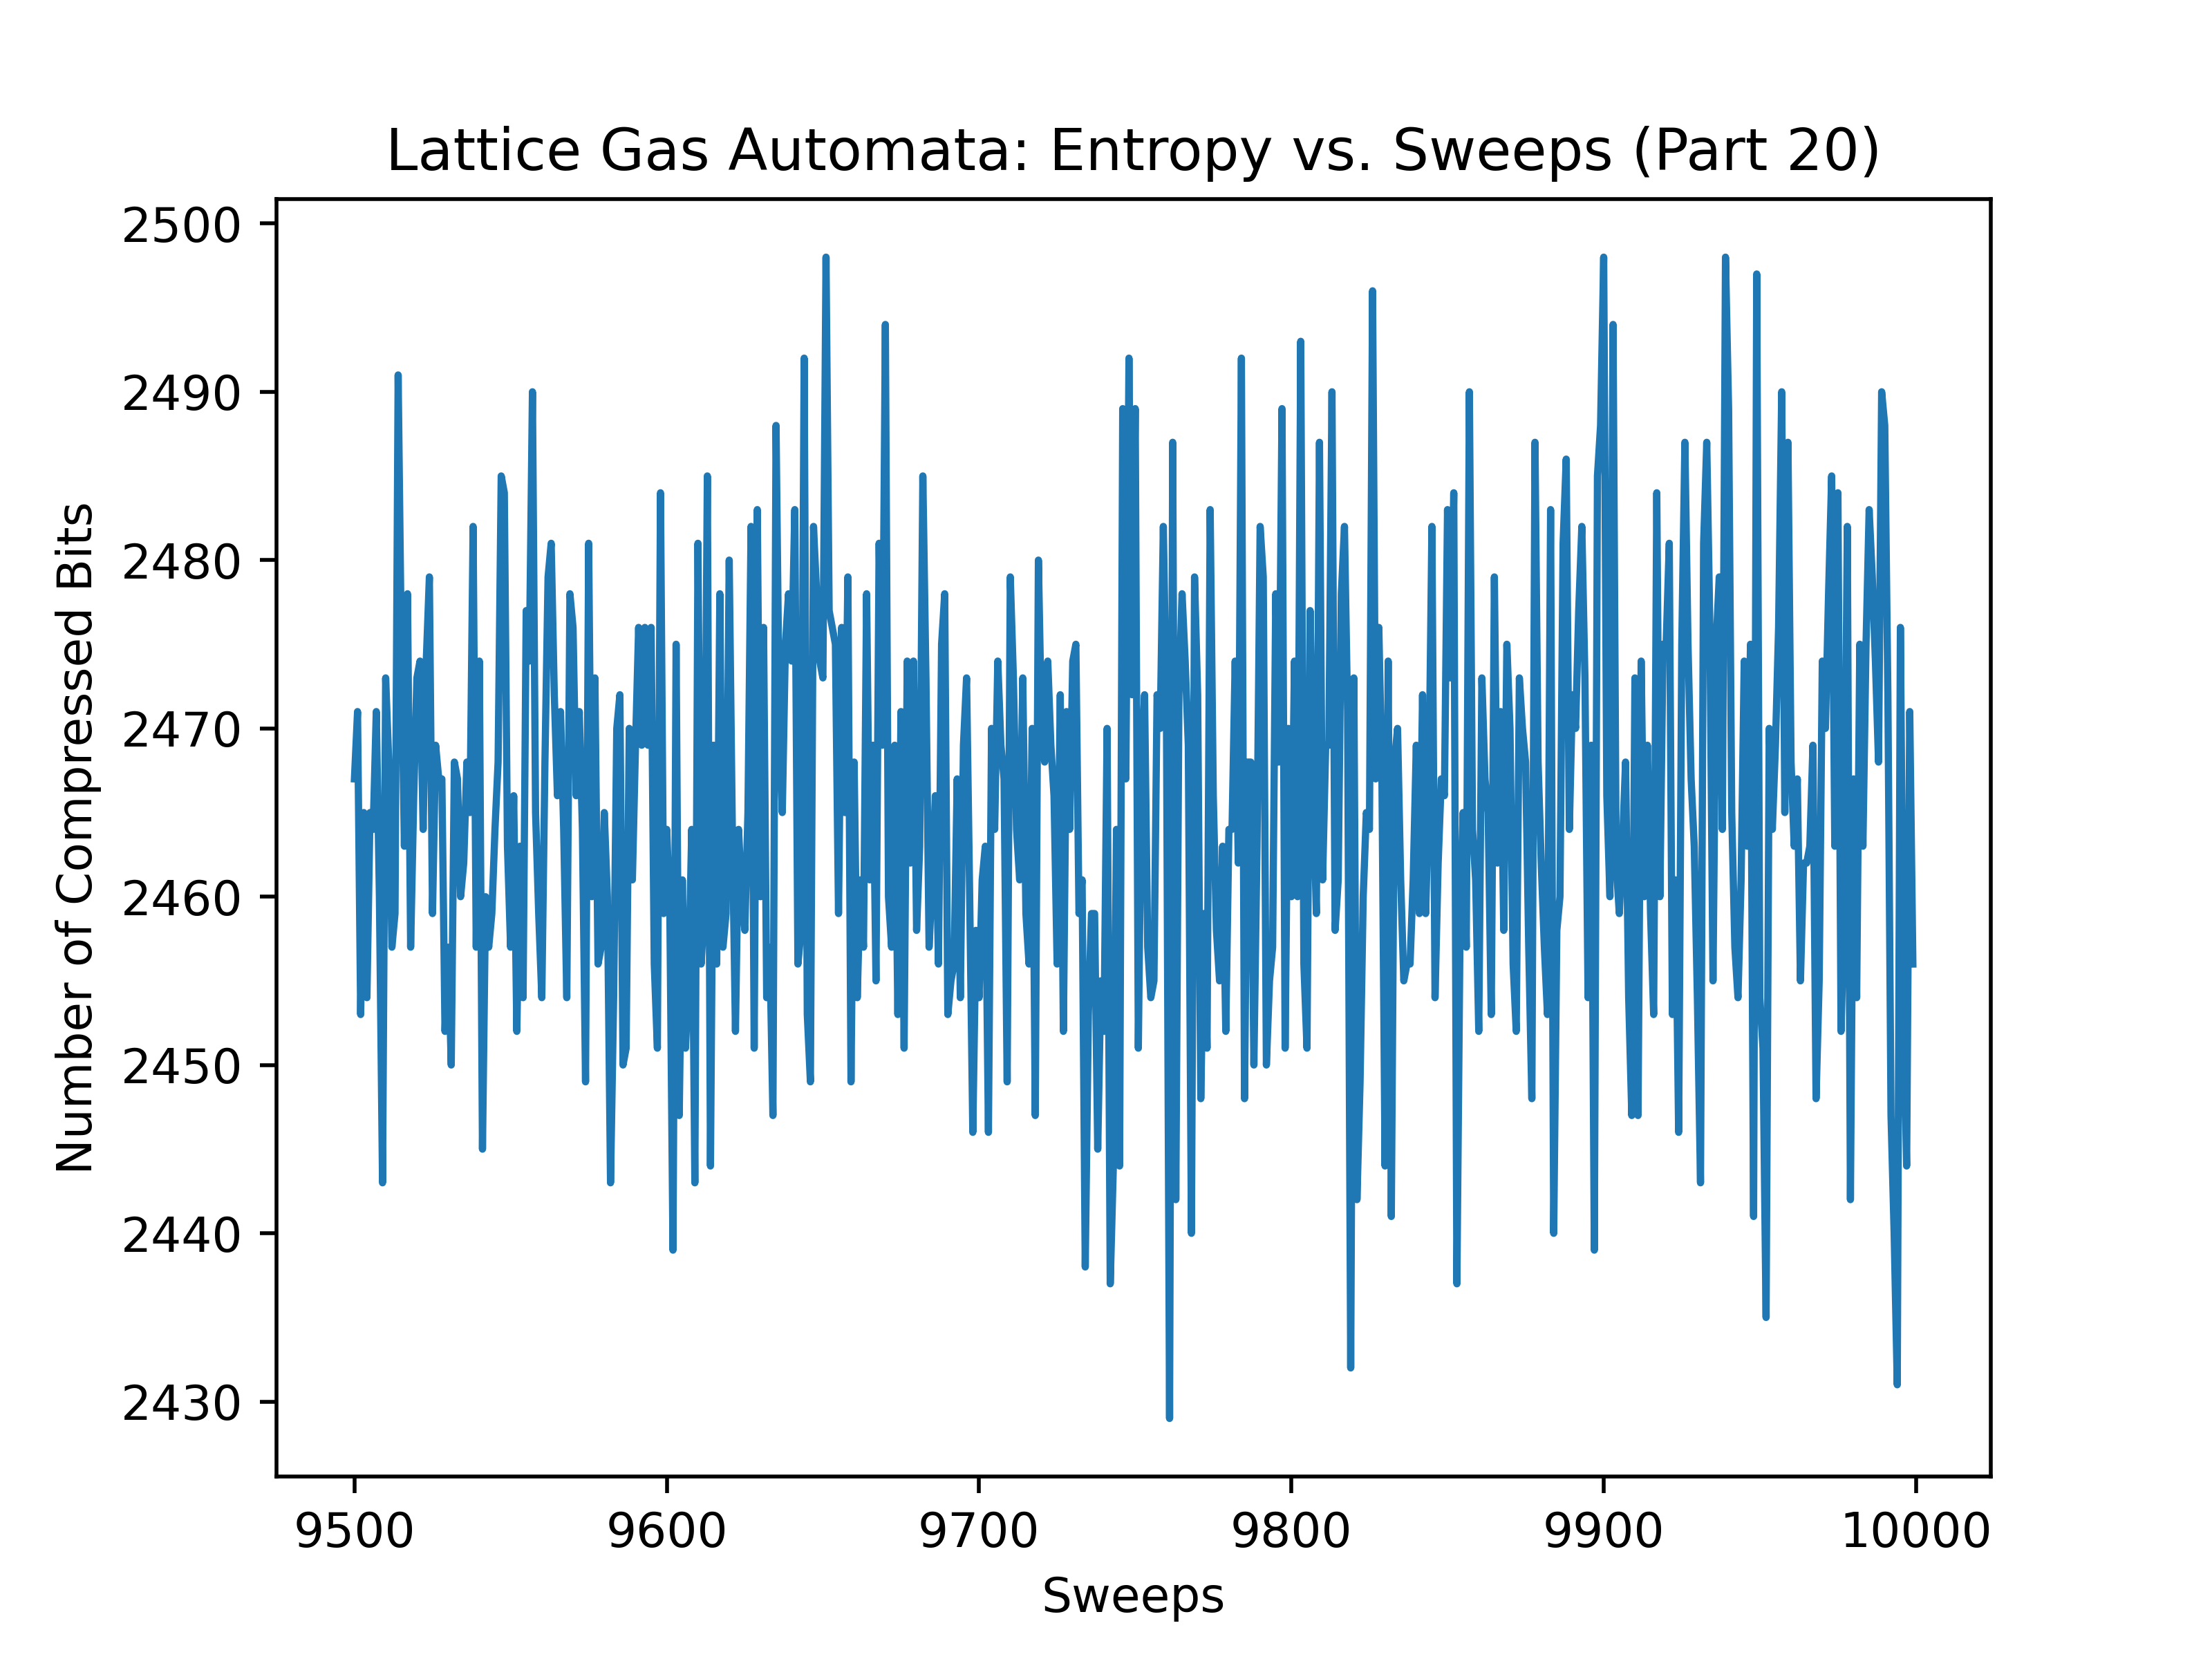 Lattice Gas Automata: Entropy vs. Sweeps (Part 20)
Number of Compressed Bits
2500
2490
2480
2470
2460
2450
2440
2430
9500 9600 9700 9800 9900 10000
Sweeps